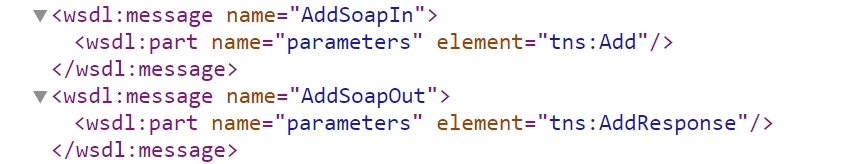 ▼<wsdl:message name="AddSoapIn">
<wsdl:part name="parameters" element="tns:Add"/>
</wsdl:message>
▼<wsdl:message name="AddSoapOut">
<wsdl:part name="parameters" element="tns:AddResponse"/>
</wsdl:message>